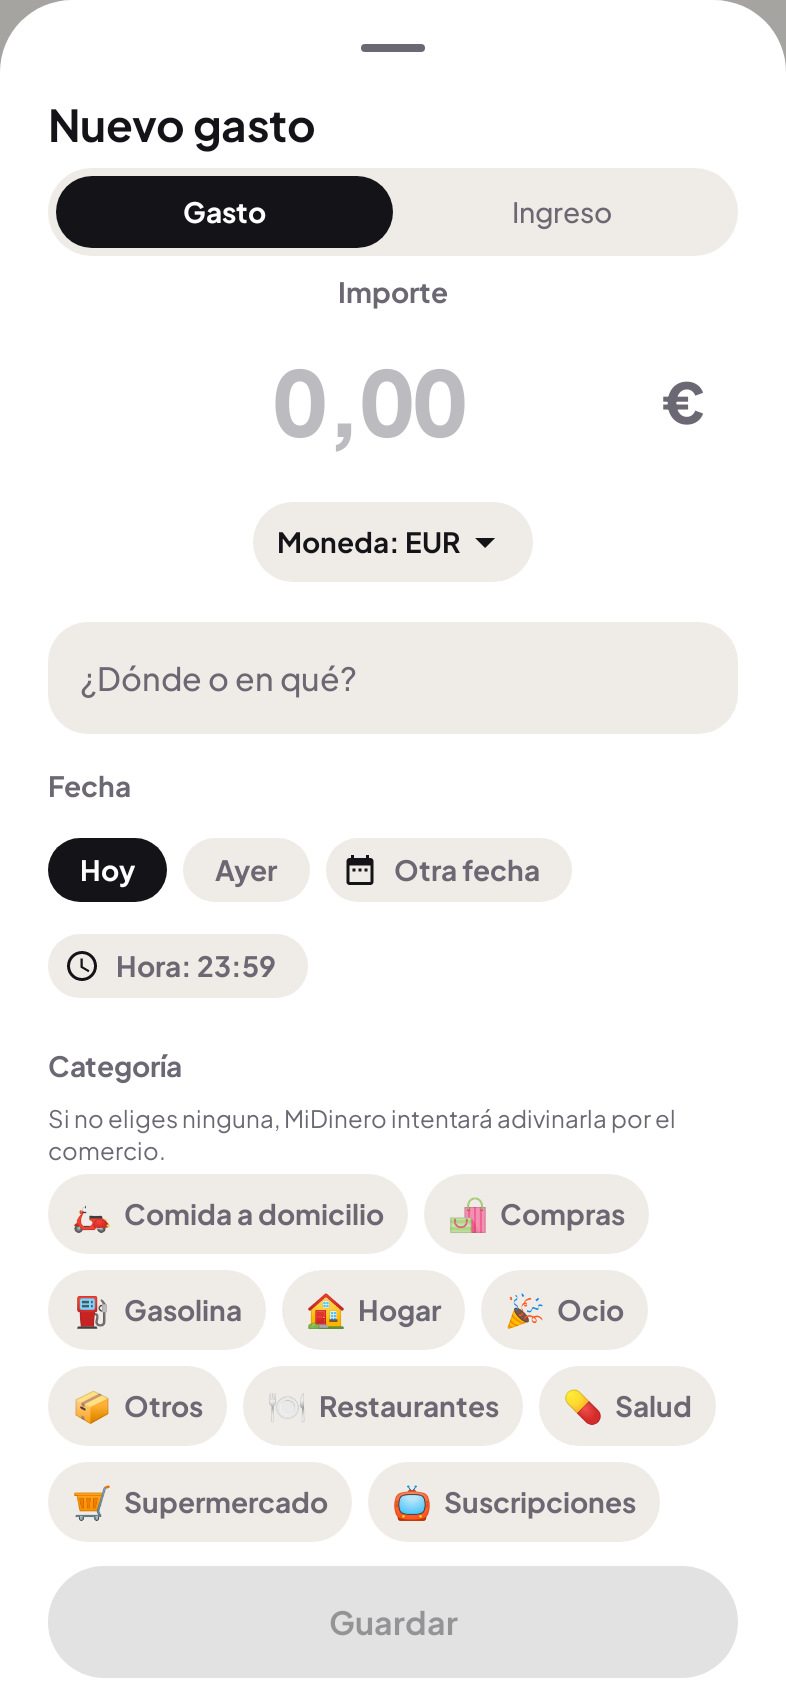 Nuevo gasto
Gasto Ingreso
Importe
0,00 €
Moneda: EUR
¿Dónde o en qué?
Fecha
Hoy Ayer Otra fecha
Hora: 23:59
Categoría
Si no eliges ninguna, MiDinero intentará adivinarla por el
comercio.
Comida a domicilio Compras
Gasolina Hogar Ocio
Otros Restaurantes Salud
Supermercado Suscripciones
Guardar